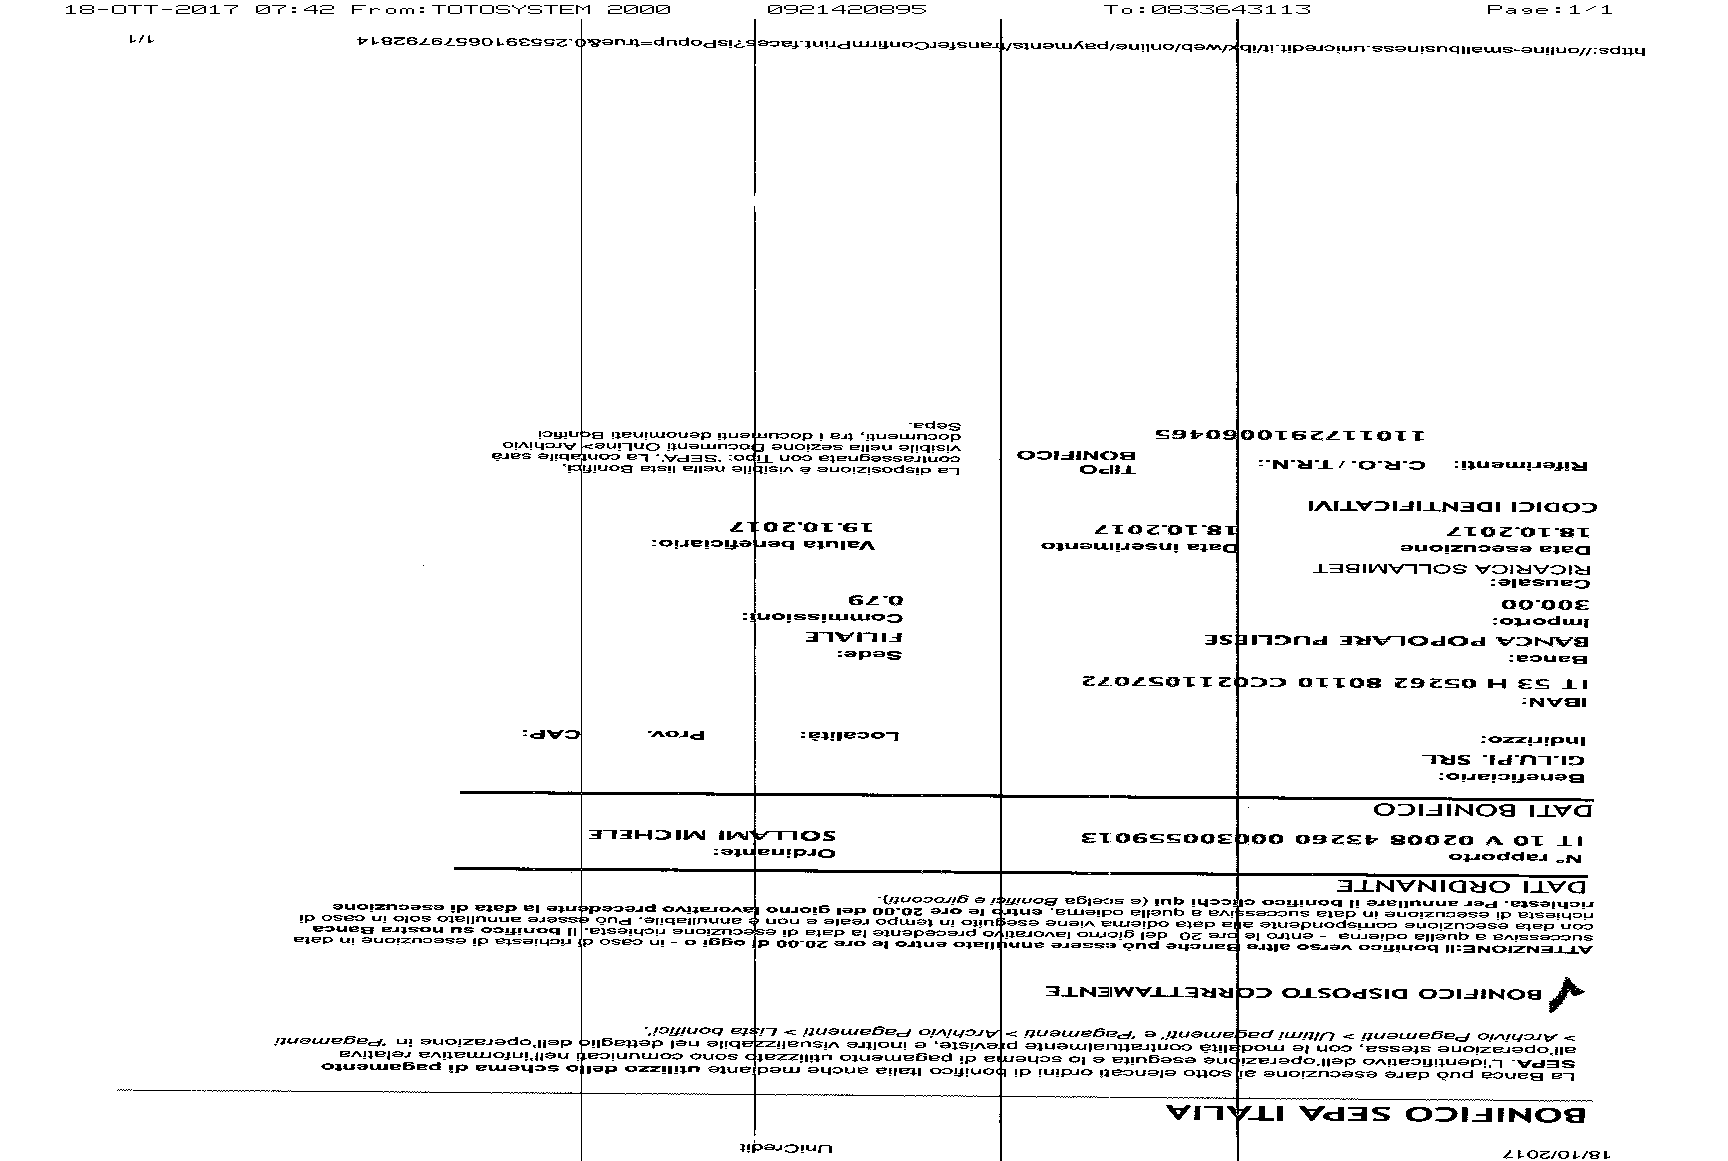 18-OTT-2017 07:42 From:TOTOSYSTEM 2000 0921420895 To:0833643113 Page:1/1
18/10/2017 UniCredit
BONIFICO SEPA ITALIA
La Banca può dare esecuzione ai sotto elencati ordini di bonifico Italia anche mediante utilizzo dello schema di pagamento
SEPA. L'identificativo dell'operazione eseguita e lo schema di pagamento utilizzato sono comunicati nell'informativa relativa
all'operazione stessa, con le modalità contrattualmente previste, e inoltre visualizzabile nel dettaglio dell'operazione in "Pagamenti
> Archivio Pagamenti > Ultimi pagamenti" e "Pagamenti > Archivio Pagamenti > Lista bonifici".
BONIFICO DISPOSTO CORRETTAMENTE
ATTENZIONE:Il bonifico verso altre Banche può essere annullato entro le ore 20.00 di oggi o - in caso di richiesta di esecuzione in data
successiva a quella odierna - entro le ore 20 del giorno lavorativo precedente la data di esecuzione richiesta. Il bonifico su nostra Banca
con data esecuzione corrispondente alla data odierna viene eseguito in tempo reale e non è annullabile. Può essere annullato solo in caso di
richiesta di esecuzione in data successiva a quella odierna, entro le ore 20.00 del giorno lavorativo precedente la data di esecuzione
richiesta. Per annullare il bonifico clicchi qui (e scelga Bonifici e giroconti).
DATI ORDINANTE
N° rapporto Ordinante:
IT 10 V 02008 43260 000300559013 SOLLAMI MICHELE
DATI BONIFICO
Beneficiario:
GI.LU.PI. SRL
Indirizzo: Località: Prov. CAP:
IBAN:
IT 53 H 05262 80110 CC0211057072
Banca: Sede:
BANCA POPOLARE PUGLIESE FILIALE
Importo: Commissioni:
300.00 0.79
Causale:
RICARICA SOLLAMIBET
Data esecuzione Data inserimento Valuta beneficiario:
18.10.2017 18.10.2017 19.10.2017
CODICI IDENTIFICATIVI
Riferimenti: C.R.O. / T.R.N.: TIPO La disposizione è visibile nella lista Bonifici,
BONIFICO contrassegnata con Tipo: "SEPA". La contabile sarà
visibile nella sezione Documenti OnLine> Archivio
1101172911006​0465 documenti, tra i documenti denominati Bonifici
Sepa.
https://online-smallbusiness.unicredit.it/ibx/web/online/payments/transferConfirmPrint.faces?isPopup=true&0.2553910657979​2814 1/1